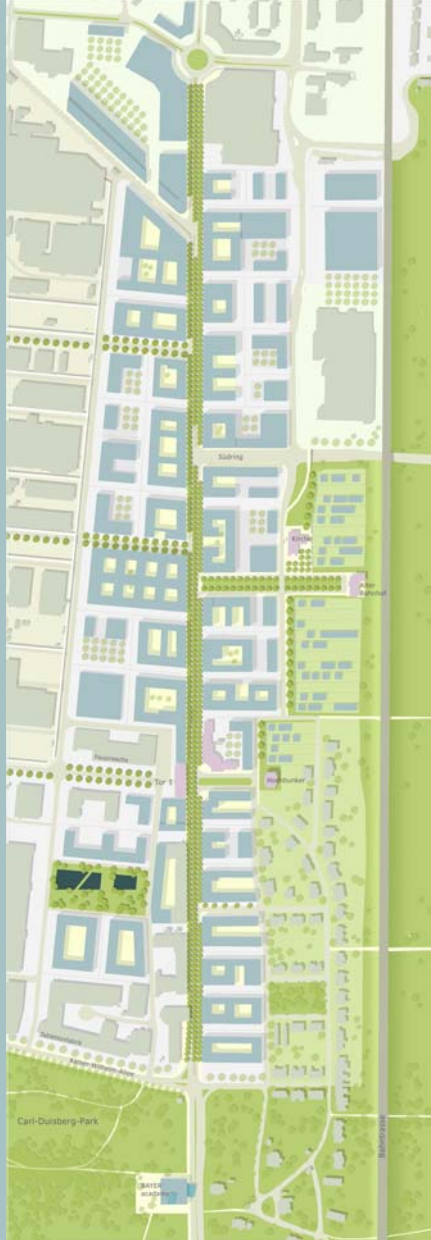 Südring
Kirche
Alter
Bahnhof
Feuerwache
Tor 1
Hochbunker
Kaiser-Wilhelm-Allee
Carl-Duisberg-Park
Bahntrasse
BAYER
academy